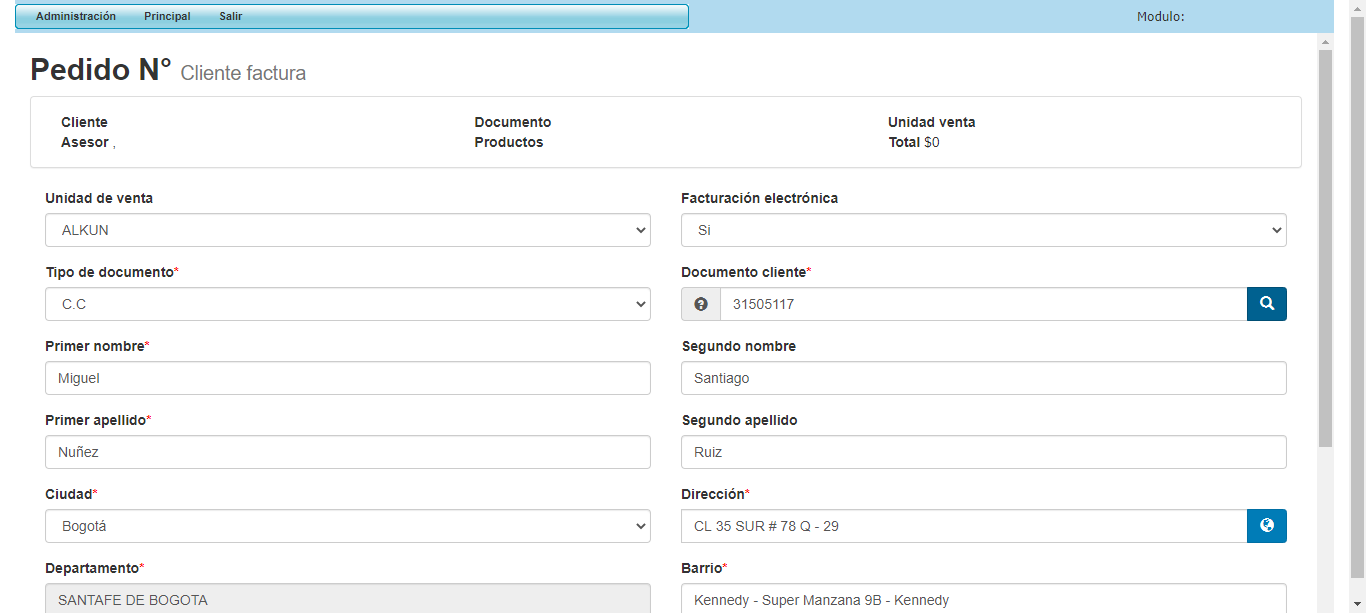 Administración Principal Salir Modulo:
Pedido N° Cliente factura
Cliente Documento Unidad venta
Asesor , Productos Total $0
Unidad de venta Facturación electrónica
ALKUN Si
Tipo de documento* Documento cliente*
C.C 31505117
Primer nombre* Segundo nombre
Miguel Santiago
Primer apellido* Segundo apellido
Nuñez Ruiz
Ciudad* Dirección*
Bogotá CL 35 SUR # 78 Q - 29
Departamento* Barrio*
SANTAFE DE BOGOTA Kennedy - Super Manzana 9B - Kennedy